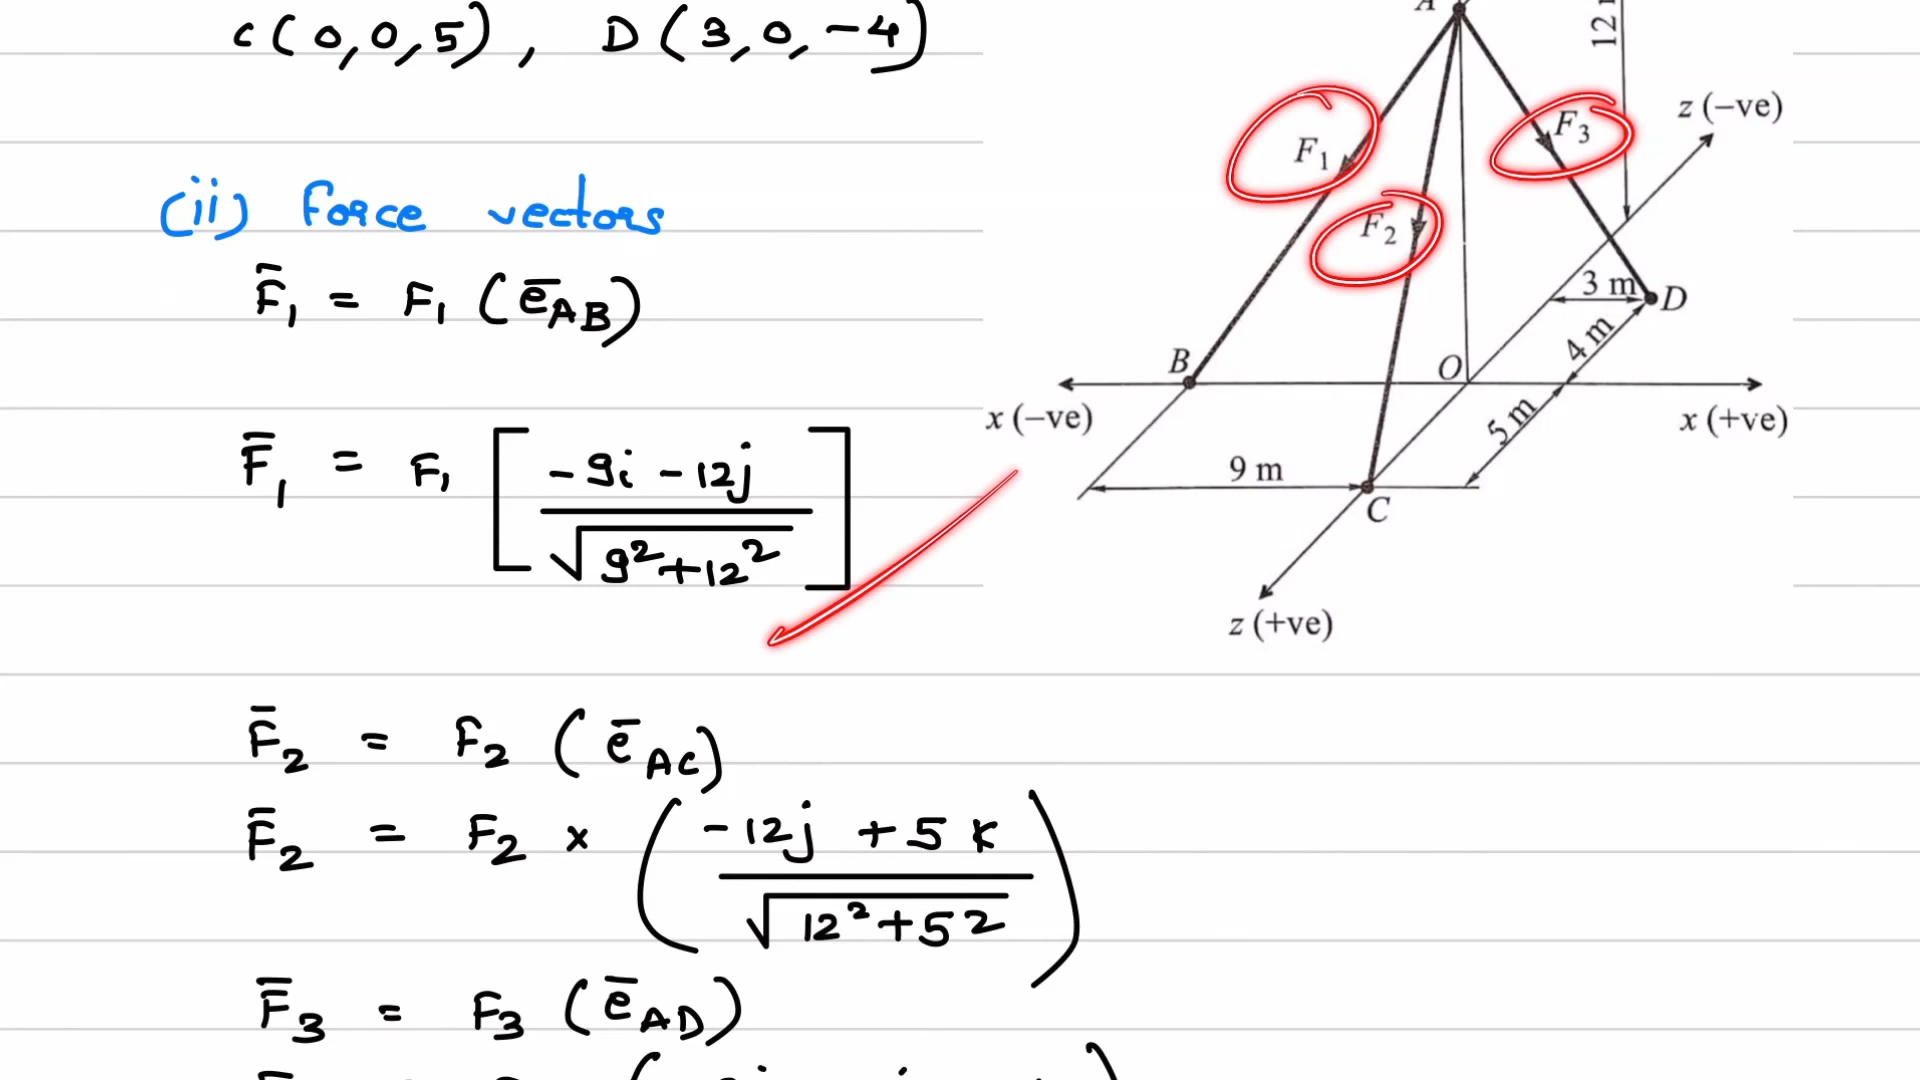 C(0,0,5), D(3,0,-4)
(ii) Force vectors
F̄₁ = F₁ (ēAB)
F̄₁ = F₁ [ -9i - 12j / √9²+12² ]
F̄₂ = F₂ (ēAC)
F̄₂ = F₂ × ( -12j + 5k / √12²+5² )
F̄₃ = F₃ (ēAD)
A
12
z (−ve)
F₁
F₃
F₂
3 m
D
4 m
B
O
x (−ve)
5 m
x (+ve)
9 m
C
z (+ve)